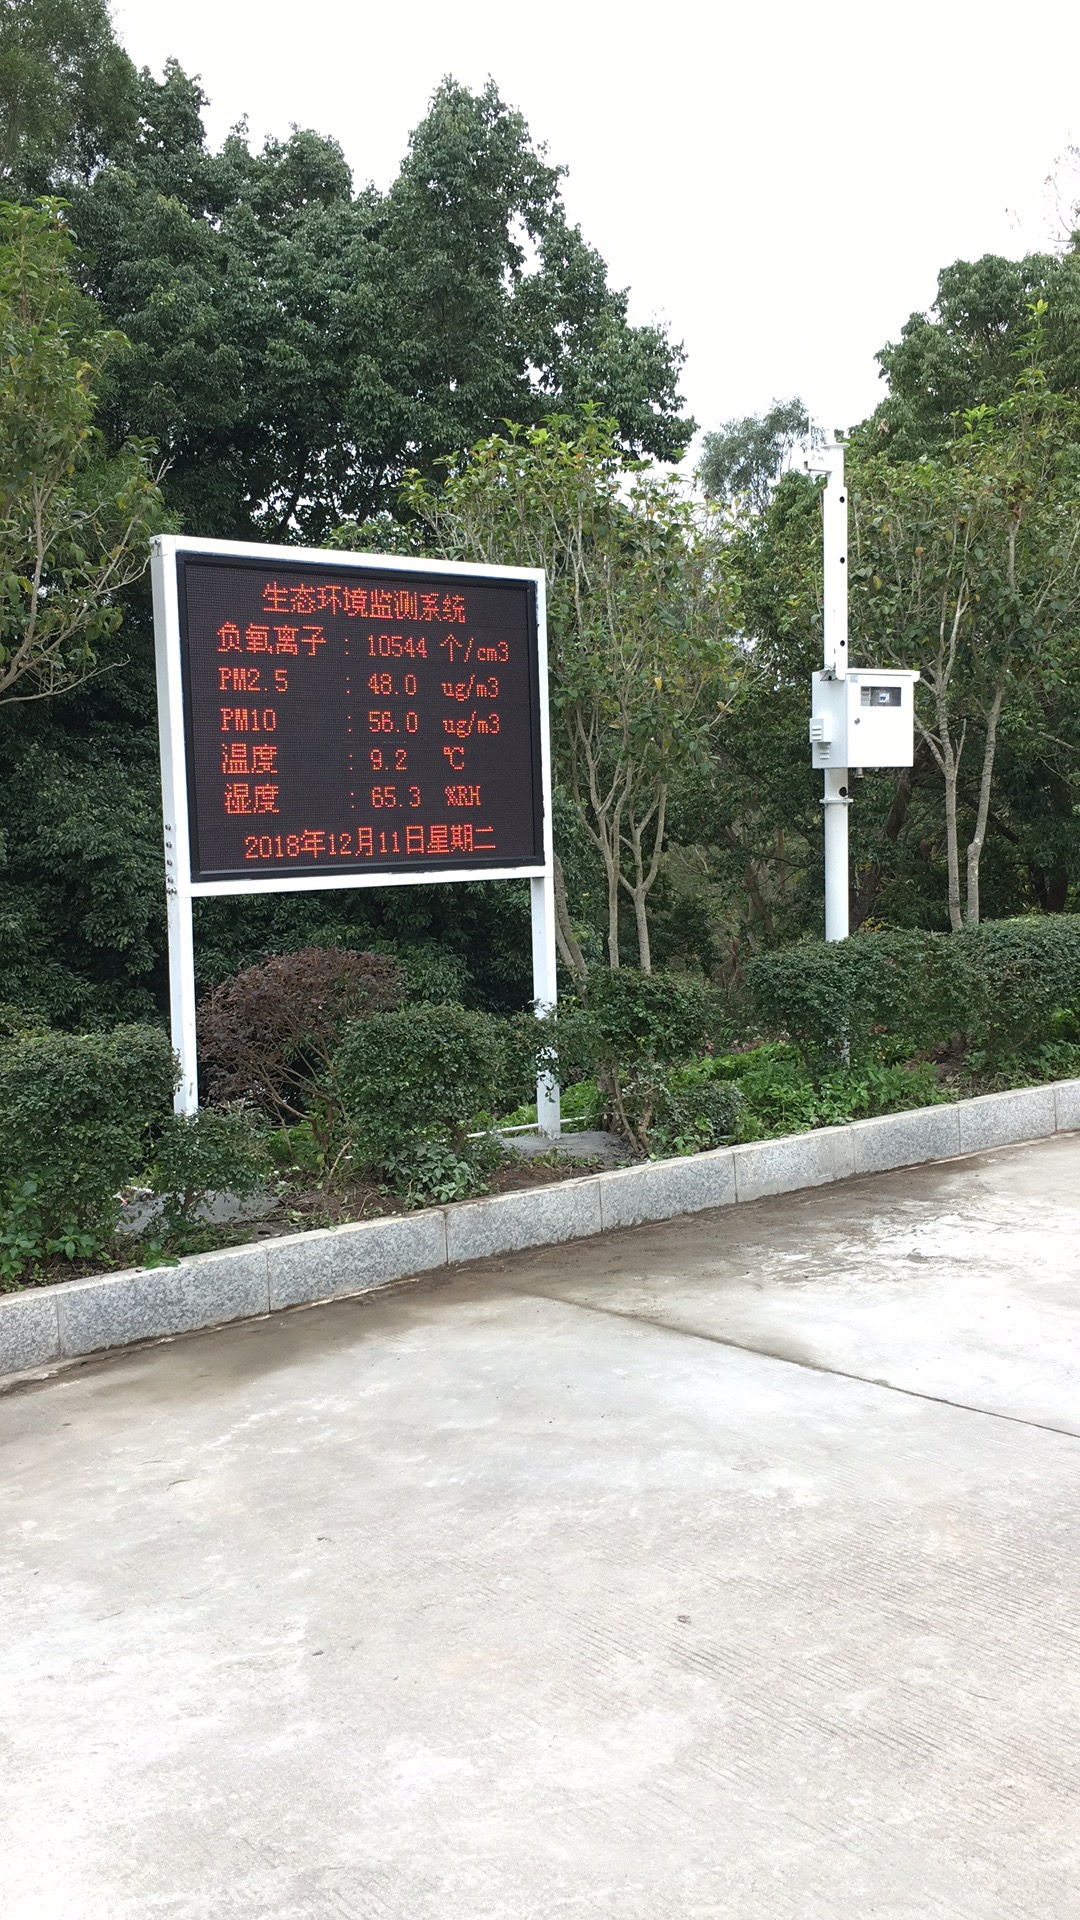 生态环境监测系统
负氧离子 : 10544 个/cm3
PM2.5 : 48.0 ug/m3
PM10 : 56.0 ug/m3
温度 : 9.2 ℃
湿度 : 65.3 %RH
2018年12月11日星期二